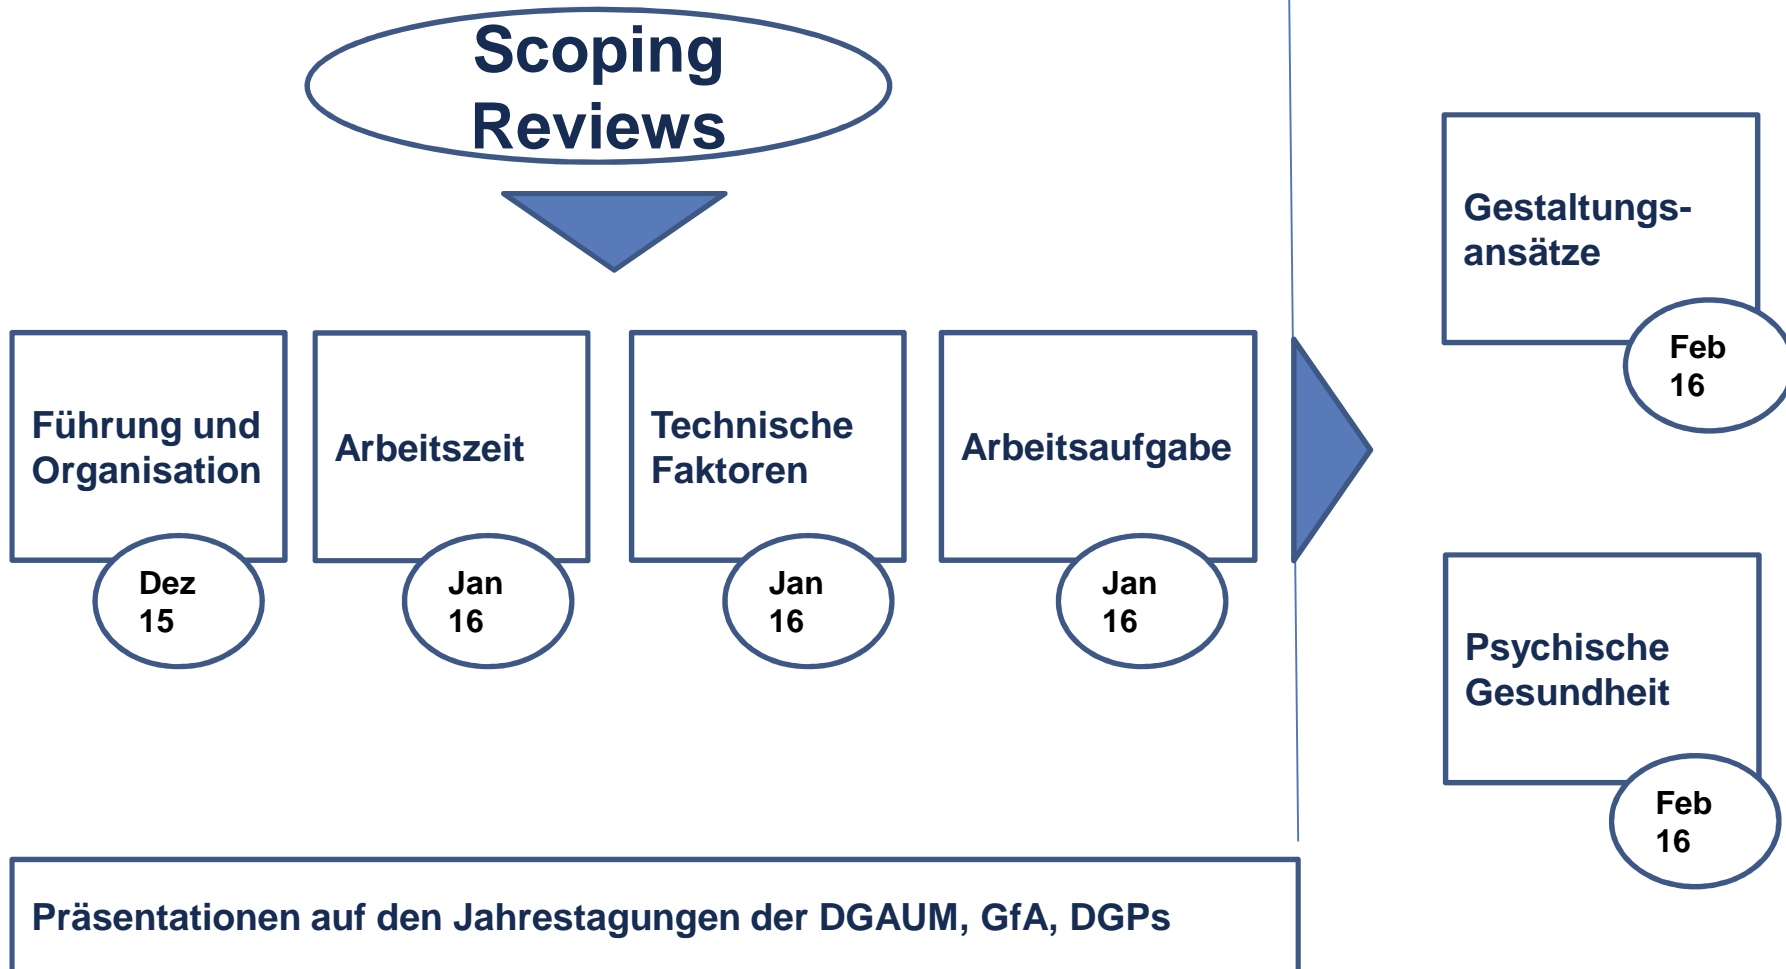 Scoping
Reviews
Führung und
Organisation
Dez
15
Arbeitszeit
Jan
16
Technische
Faktoren
Jan
16
Arbeitsaufgabe
Jan
16
Gestaltungs-
ansätze
Feb
16
Psychische
Gesundheit
Feb
16
Präsentationen auf den Jahrestagungen der DGAUM, GfA, DGPs